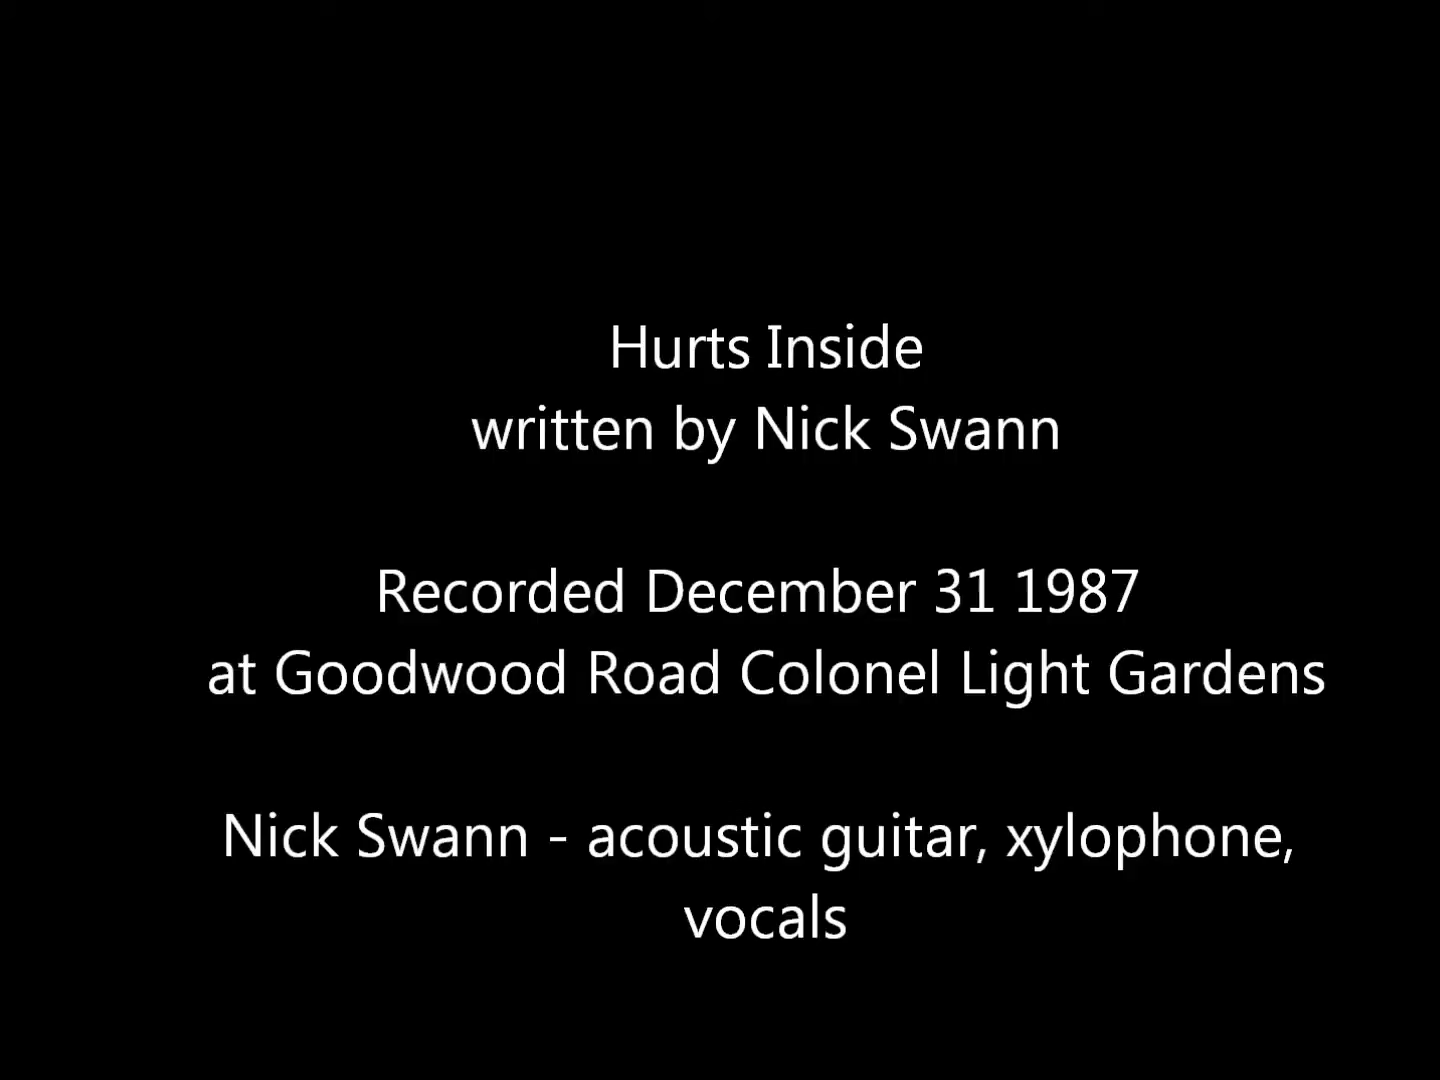 Hurts Inside
written by Nick Swann
Recorded December 31 1987
at Goodwood Road Colonel Light Gardens
Nick Swann - acoustic guitar, xylophone,
vocals